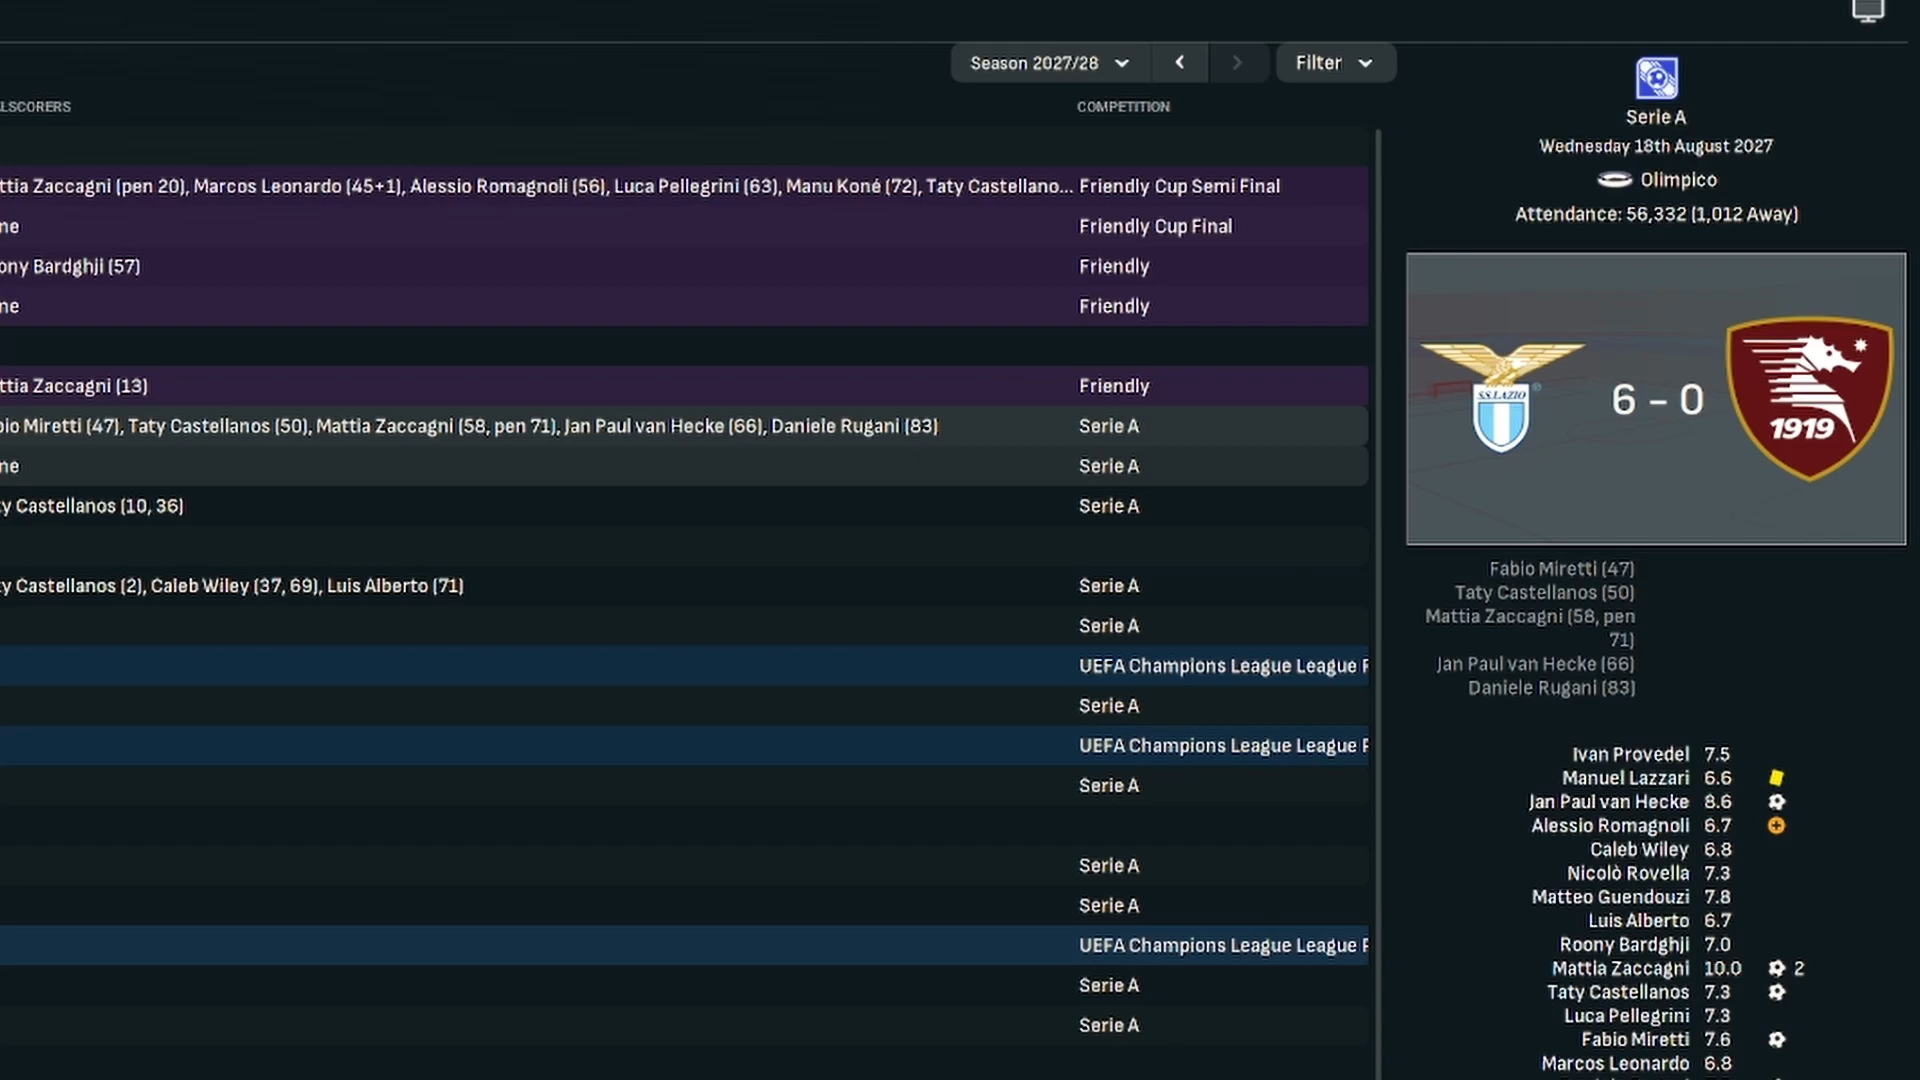 Season 2027/28
Filter
LSCORERS
COMPETITION
ttia Zaccagni (pen 20), Marcos Leonardo (45+1), Alessio Romagnoli (56), Luca Pellegrini (63), Manu Koné (72), Taty Castellano... Friendly Cup Semi Final
ne Friendly Cup Final
ony Bardghji (57) Friendly
ne Friendly
ttia Zaccagni (13) Friendly
bio Miretti (47), Taty Castellanos (50), Mattia Zaccagni (58, pen 71), Jan Paul van Hecke (66), Daniele Rugani (83) Serie A
ne Serie A
ty Castellanos (10, 36) Serie A
ty Castellanos (2), Caleb Wiley (37, 69), Luis Alberto (71) Serie A
Serie A
UEFA Champions League League P
Serie A
UEFA Champions League League P
Serie A
Serie A
Serie A
UEFA Champions League League P
Serie A
Serie A
Serie A
Wednesday 18th August 2027
Olimpico
Attendance: 56,332 (1,012 Away)
S.S. LAZIO
6 - 0
1919
Fabio Miretti (47)
Taty Castellanos (50)
Mattia Zaccagni (58, pen
71)
Jan Paul van Hecke (66)
Daniele Rugani (83)
Ivan Provedel 7.5
Manuel Lazzari 6.6
Jan Paul van Hecke 8.6
Alessio Romagnoli 6.7
Caleb Wiley 6.8
Nicolò Rovella 7.3
Matteo Guendouzi 7.8
Luis Alberto 6.7
Roony Bardghji 7.0
Mattia Zaccagni 10.0 2
Taty Castellanos 7.3
Luca Pellegrini 7.3
Fabio Miretti 7.6
Marcos Leonardo 6.8